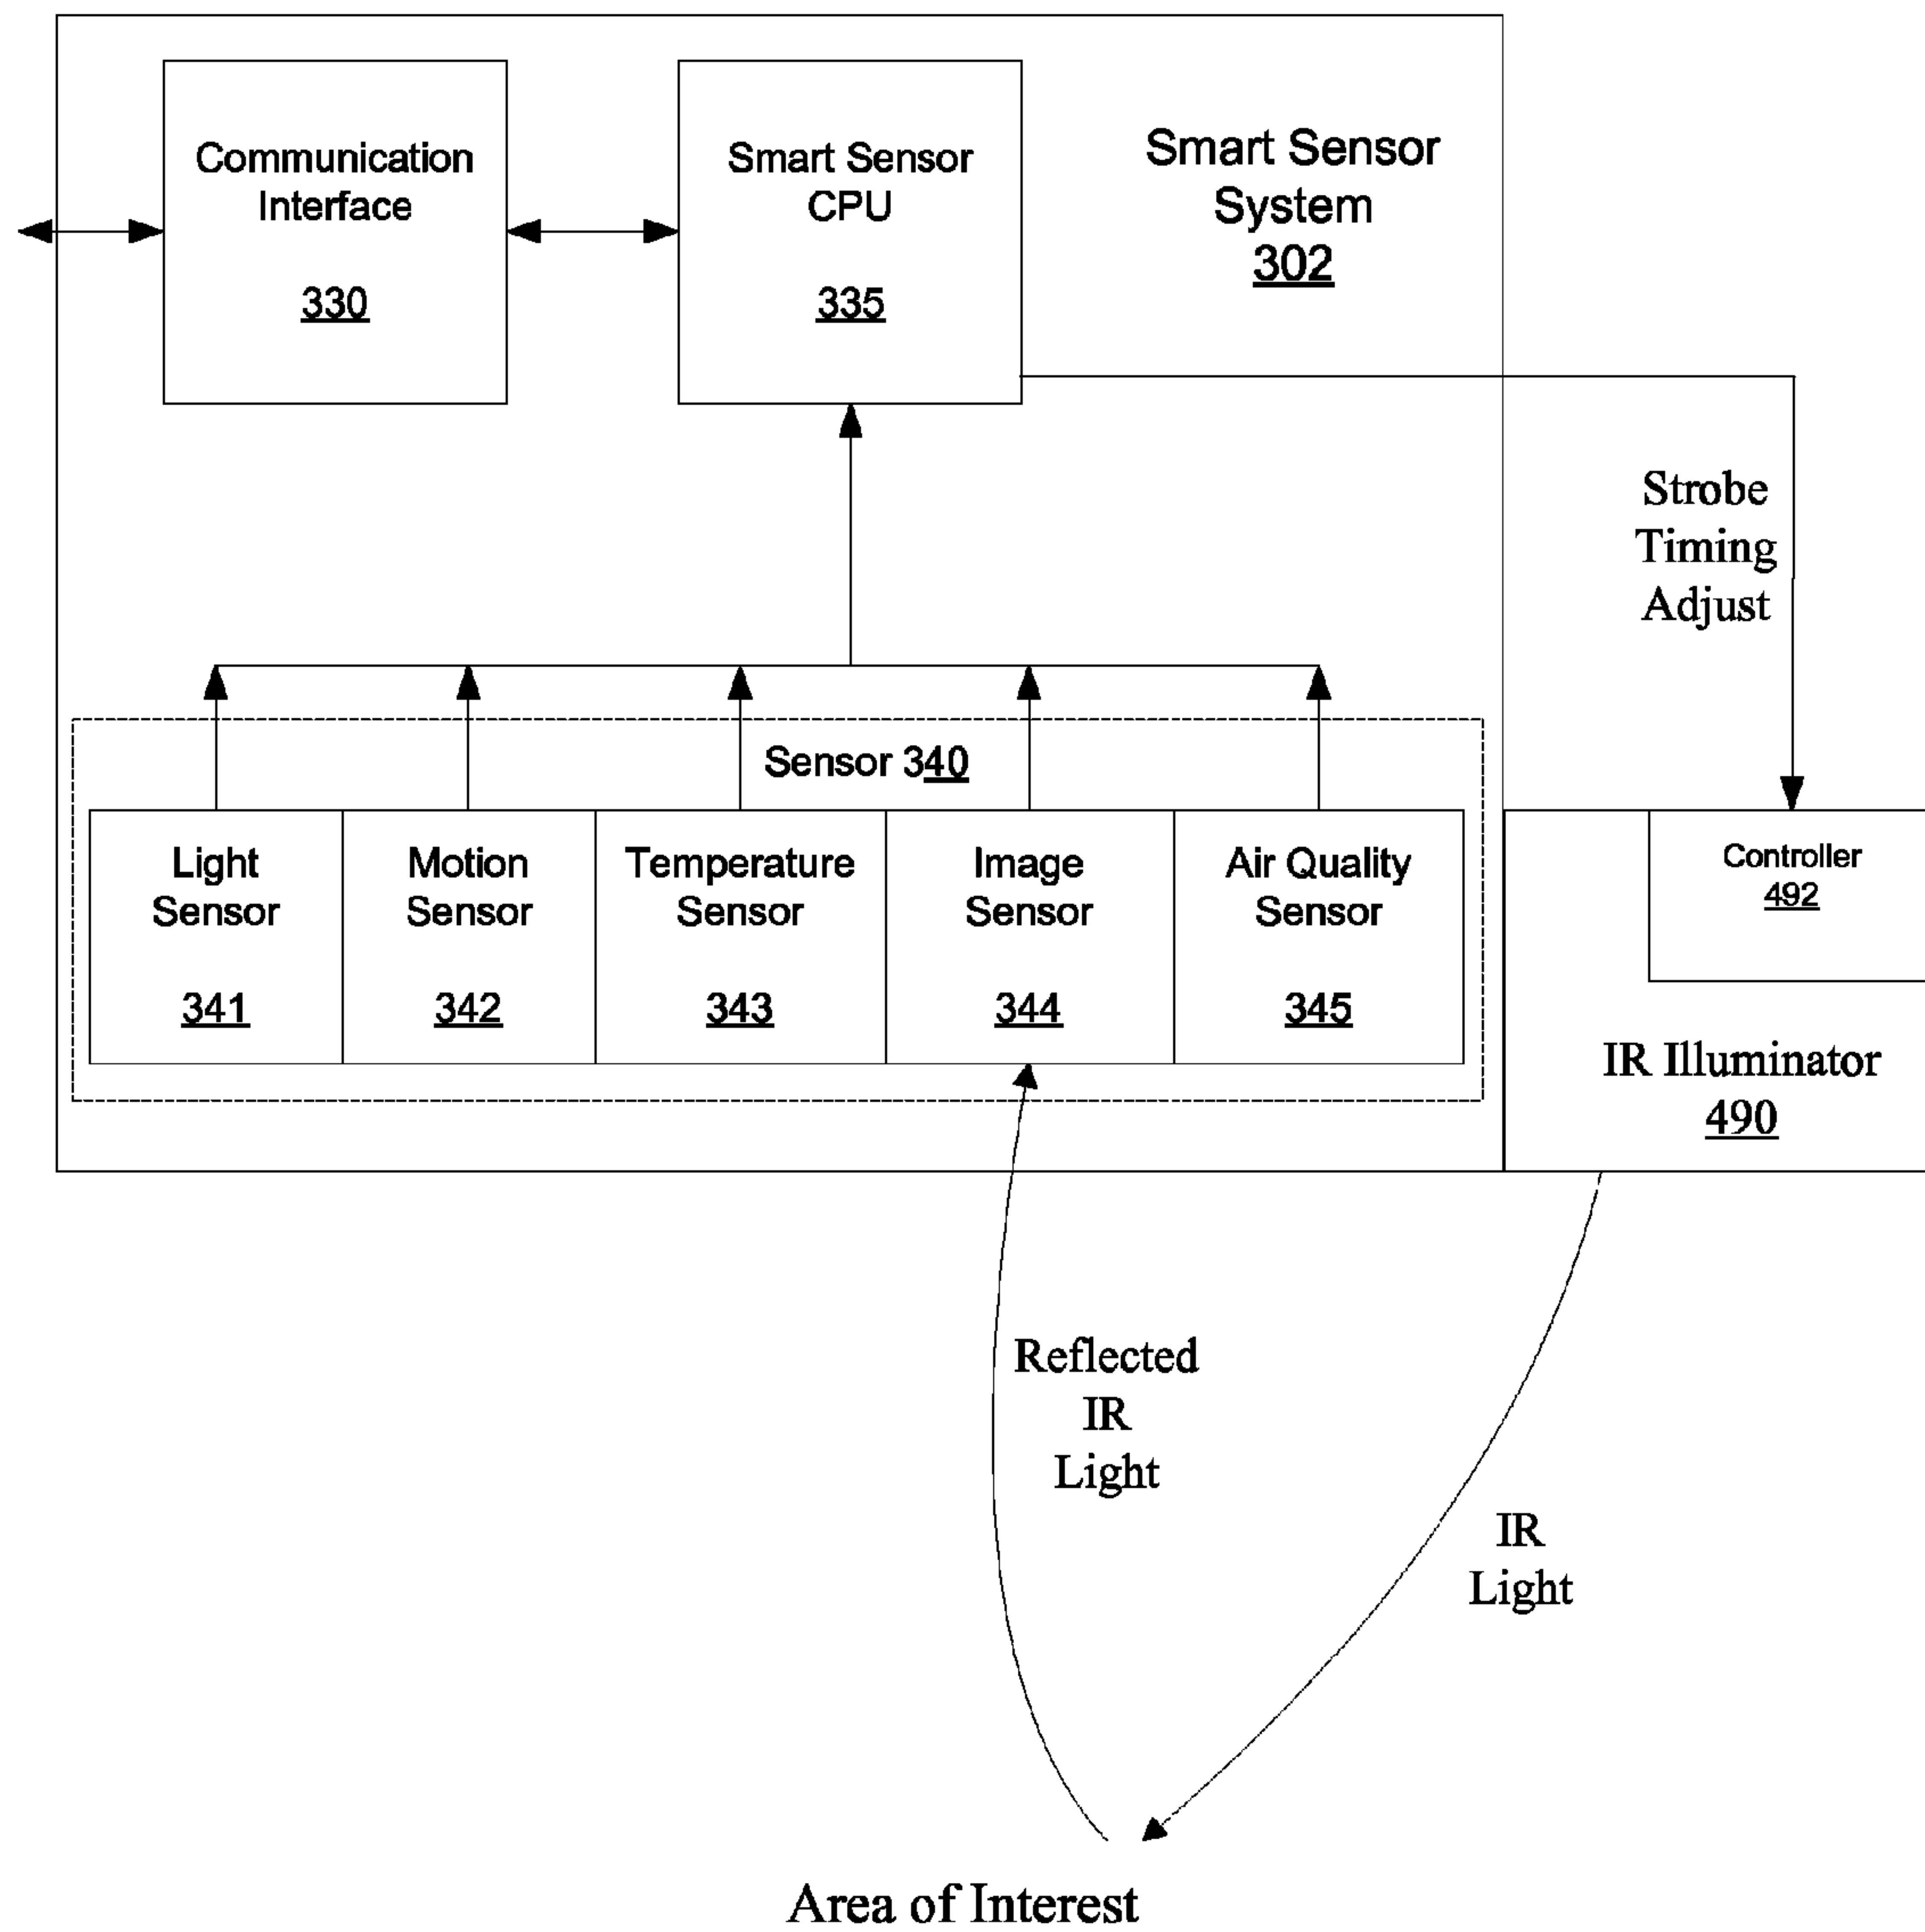 Communication
Interface
330
Smart Sensor
CPU
335
Smart Sensor
System
302
Strobe
Timing
Adjust
Sensor 340
Light
Sensor
341
Motion
Sensor
342
Temperature
Sensor
343
Image
Sensor
344
Air Quality
Sensor
345
Controller
492
IR Illuminator
490
Reflected
IR
Light
IR
Light
Area of Interest